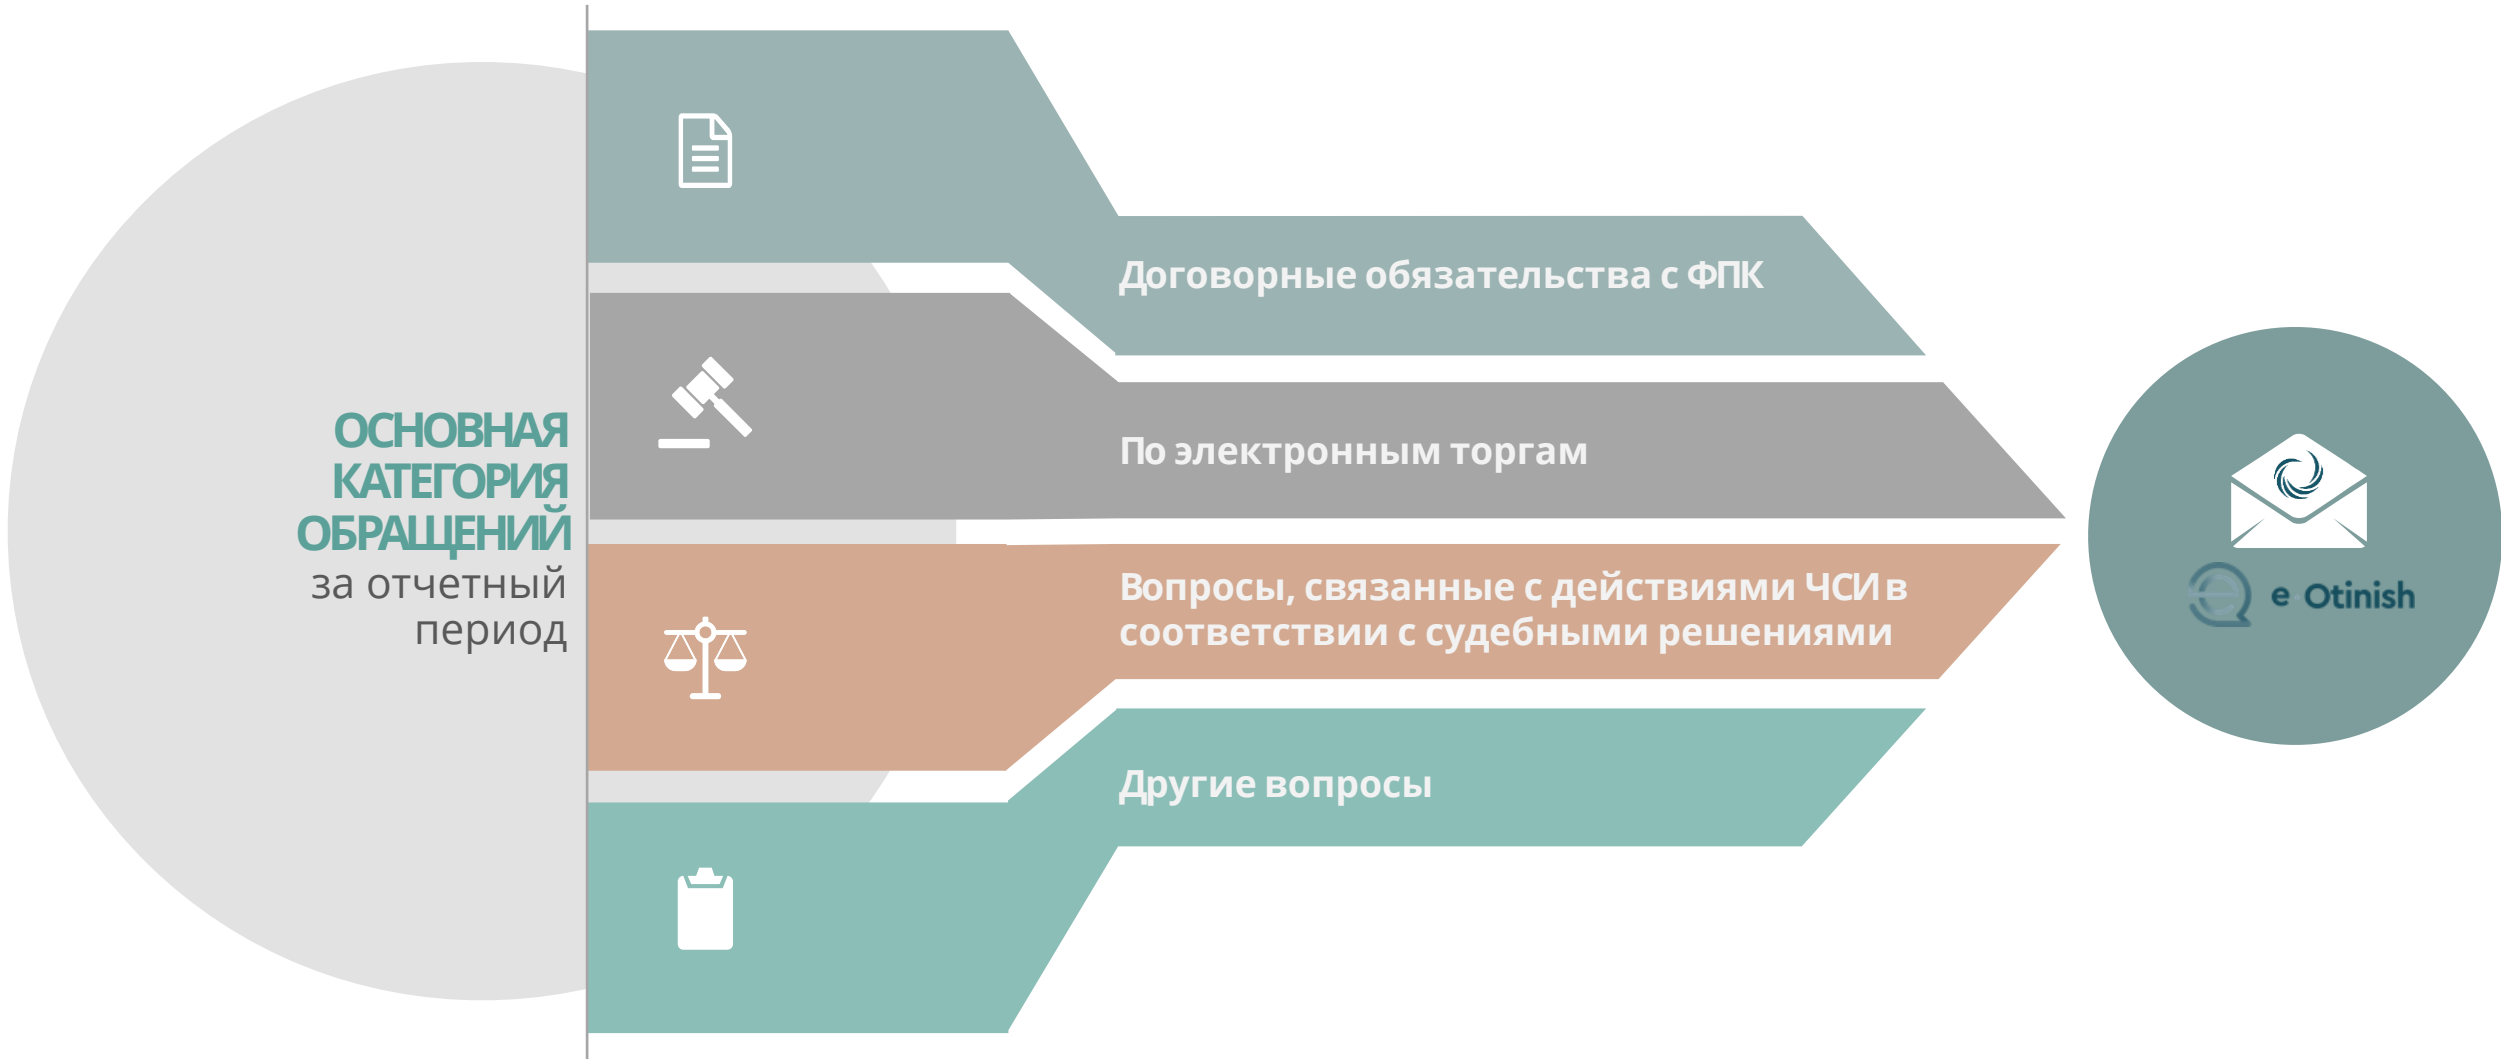 ОСНОВНАЯ
КАТЕГОРИЯ
ОБРАЩЕНИЙ
за отчетный
период
Договорные обязательства с ФПК
По электронным торгам
Вопросы, связанные с действиями ЧСИ в
соответствии с судебными решениями
Другие вопросы
e-Otinish